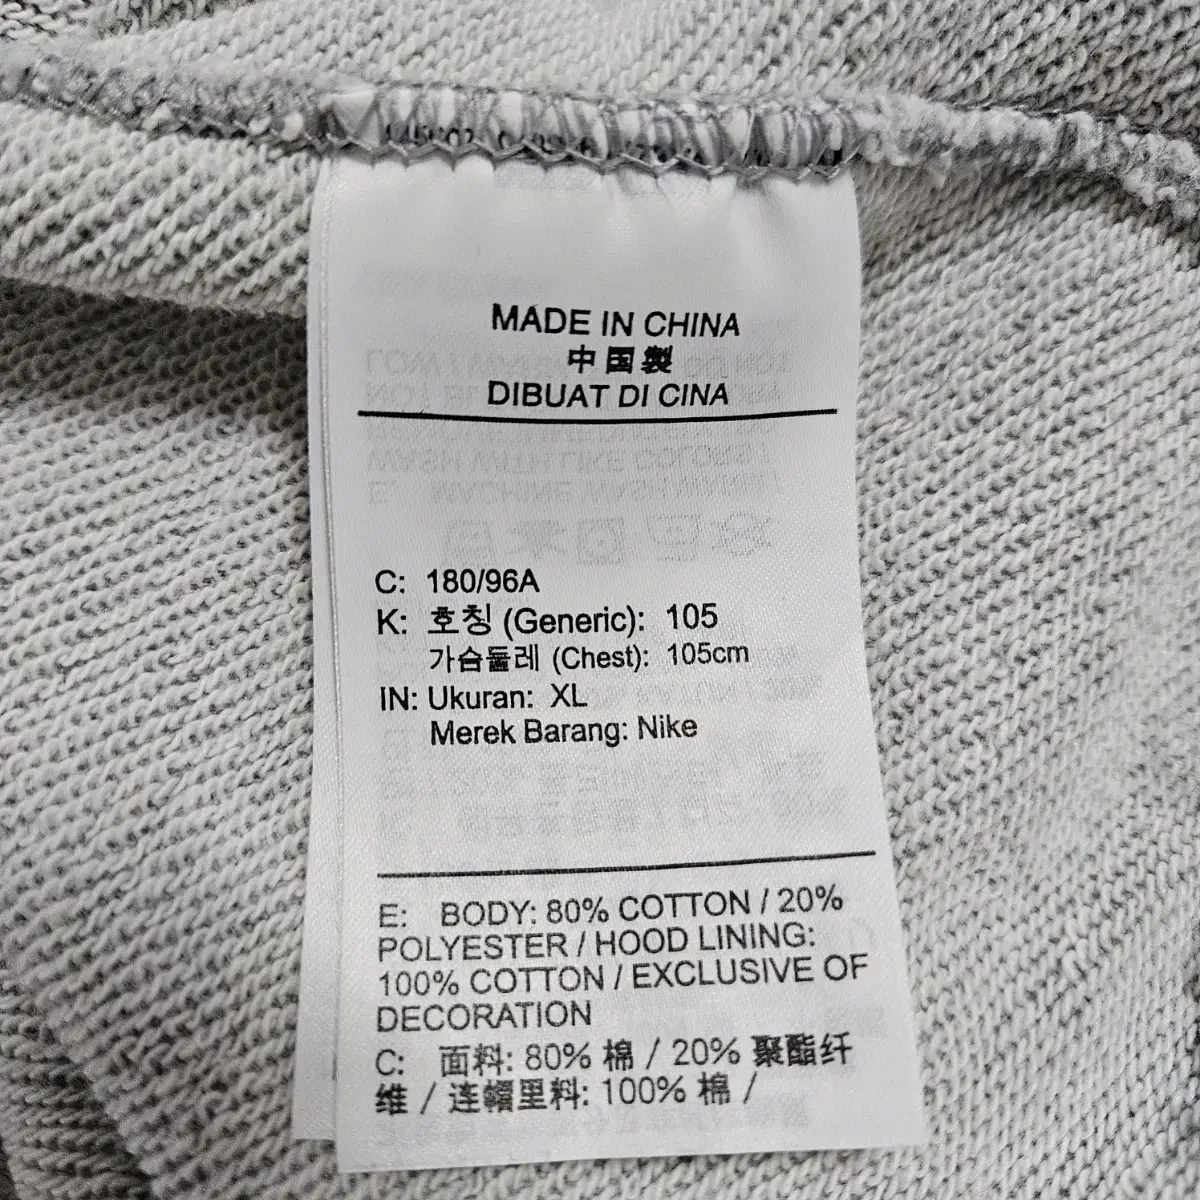 MADE IN CHINA
中国製
DIBUAT DI CINA
C: 180/96A
K: 호칭 (Generic): 105
가슴둘레 (Chest): 105cm
IN: Ukuran: XL
Merek Barang: Nike
E: BODY: 80% COTTON / 20%
POLYESTER / HOOD LINING:
100% COTTON / EXCLUSIVE OF
DECORATION
C: 面料: 80% 棉 / 20% 聚酯纤
维 / 连帽里料: 100% 棉 /